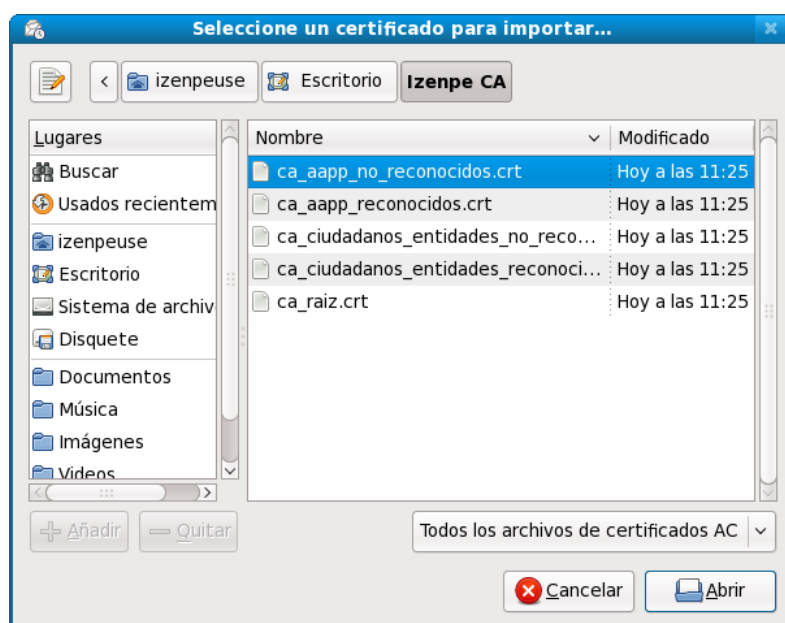 Seleccione un certificado para importar...
izenpeuse Escritorio Izenpe CA
Lugares
Buscar
Usados recientem
izenpeuse
Escritorio
Sistema de archiv
Disquete
Documentos
Música
Imágenes
Videos
Nombre Modificado
ca_aapp_no_reconocidos.crt Hoy a las 11:25
ca_aapp_reconocidos.crt Hoy a las 11:25
ca_ciudadanos_entidades_no_reco... Hoy a las 11:25
ca_ciudadanos_entidades_reconoci... Hoy a las 11:25
ca_raiz.crt Hoy a las 11:25
Añadir Quitar
Todos los archivos de certificados AC
Cancelar Abrir